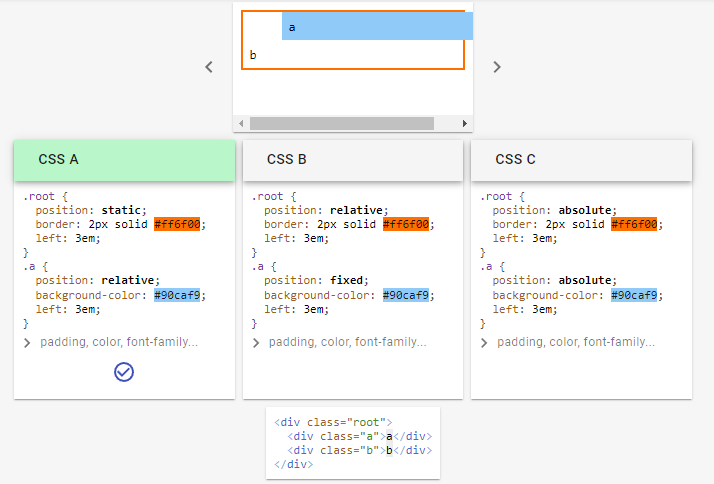 a
b
CSS A
.root {
position: static;
border: 2px solid #ff6f00;
left: 3em;
}
.a {
position: relative;
background-color: #90caf9;
left: 3em;
}
padding, color, font-family...
CSS B
.root {
position: relative;
border: 2px solid #ff6f00;
left: 3em;
}
.a {
position: fixed;
background-color: #90caf9;
left: 3em;
}
padding, color, font-family...
CSS C
.root {
position: absolute;
border: 2px solid #ff6f00;
left: 3em;
}
.a {
position: absolute;
background-color: #90caf9;
left: 3em;
}
padding, color, font-family...
<div class="root">
<div class="a">a</div>
<div class="b">b</div>
</div>